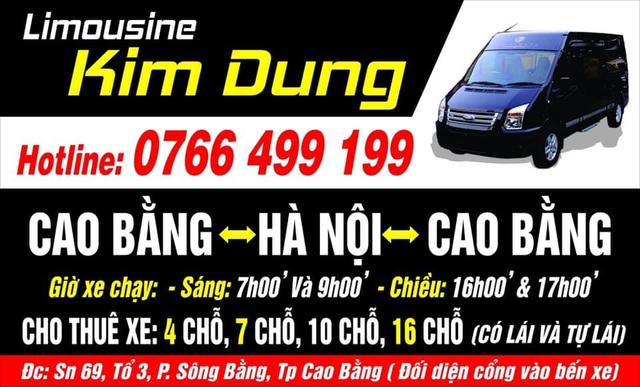 Limousine
Kim Dung
Hotline: 0766 499 199
CAO BẰNG ↔ HÀ NỘI ↔ CAO BẰNG
Giờ xe chạy: - Sáng: 7h00' Và 9h00' - Chiều: 16h00' & 17h00'
CHO THUÊ XE: 4 CHỖ, 7 CHỖ, 10 CHỖ, 16 CHỖ (CÓ LÁI VÀ TỰ LÁI)
Đc: Sn 69, Tổ 3, P. Sông Bằng, Tp Cao Bằng ( Đối diện cổng vào bến xe)